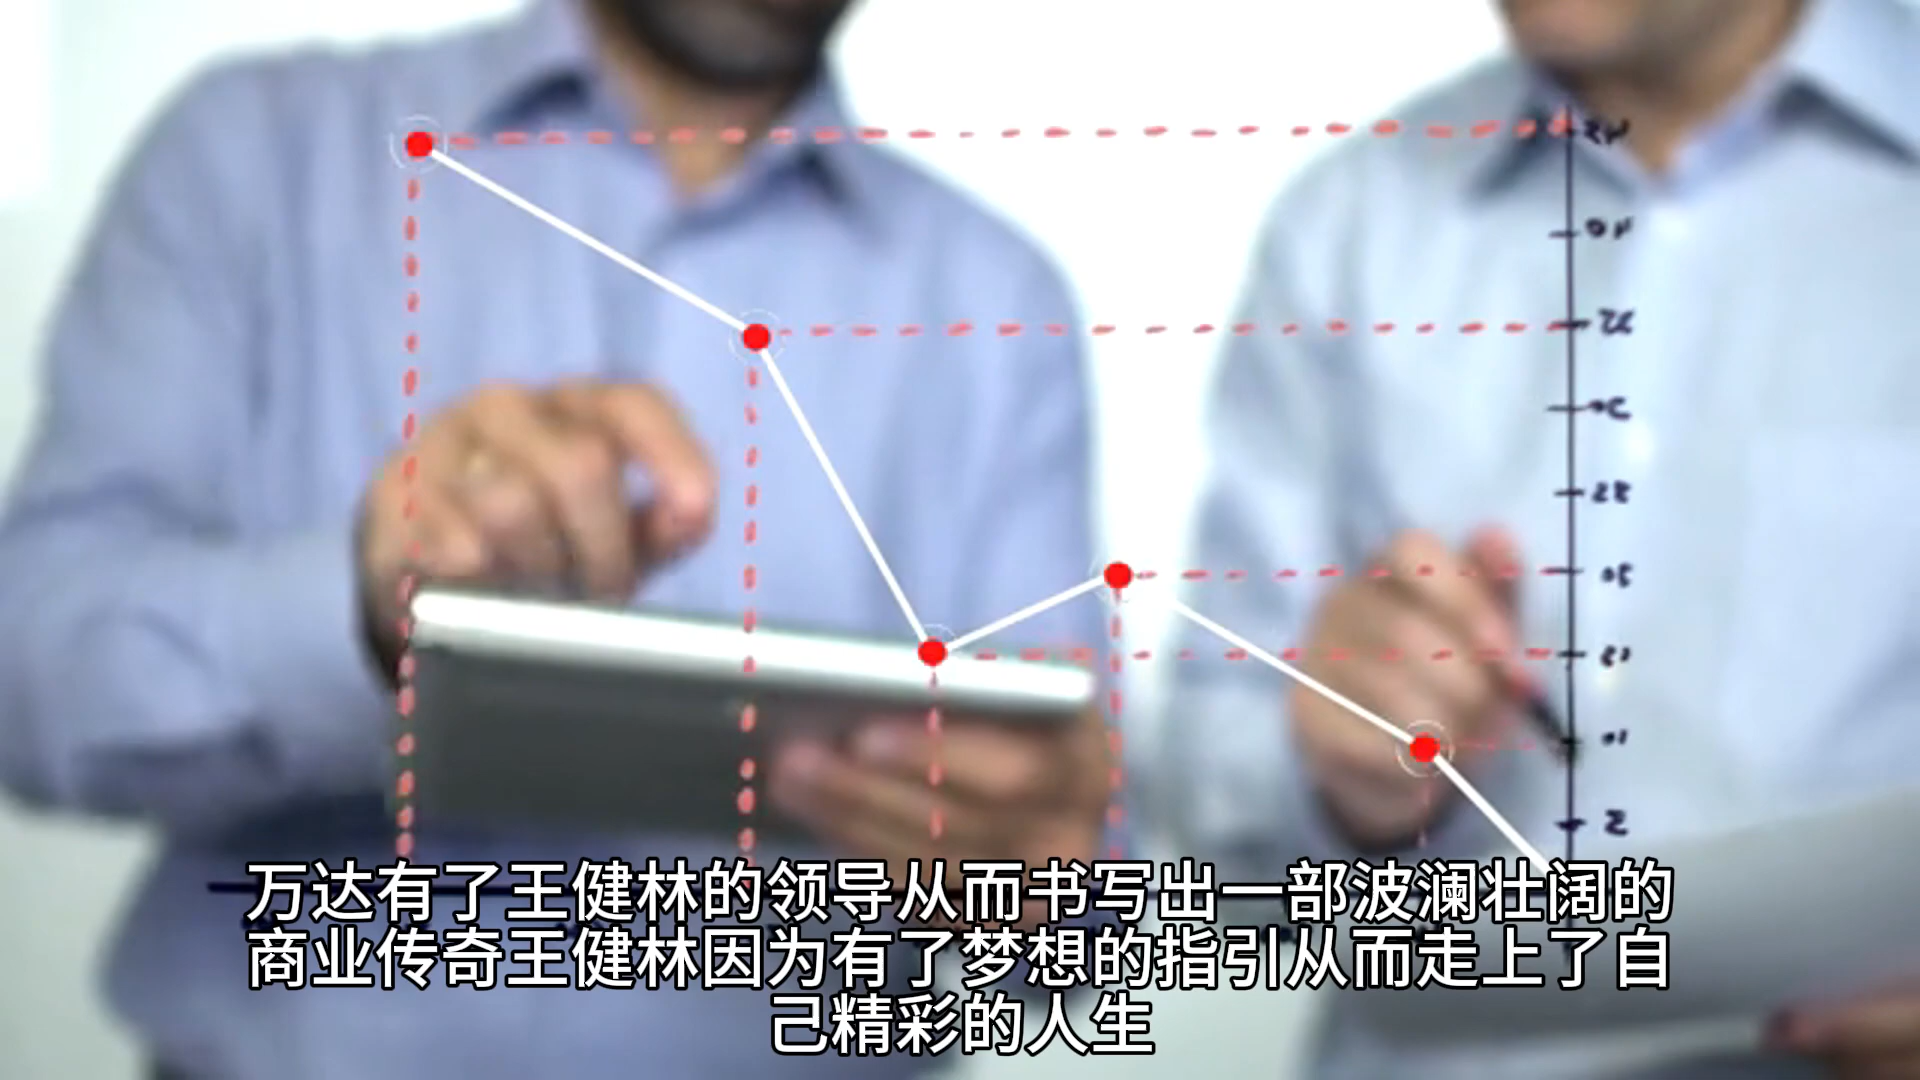 万达有了王健林的领导从而书写出一部波澜壮阔的
商业传奇王健林因为有了梦想的指引从而走上了自
己精彩的人生